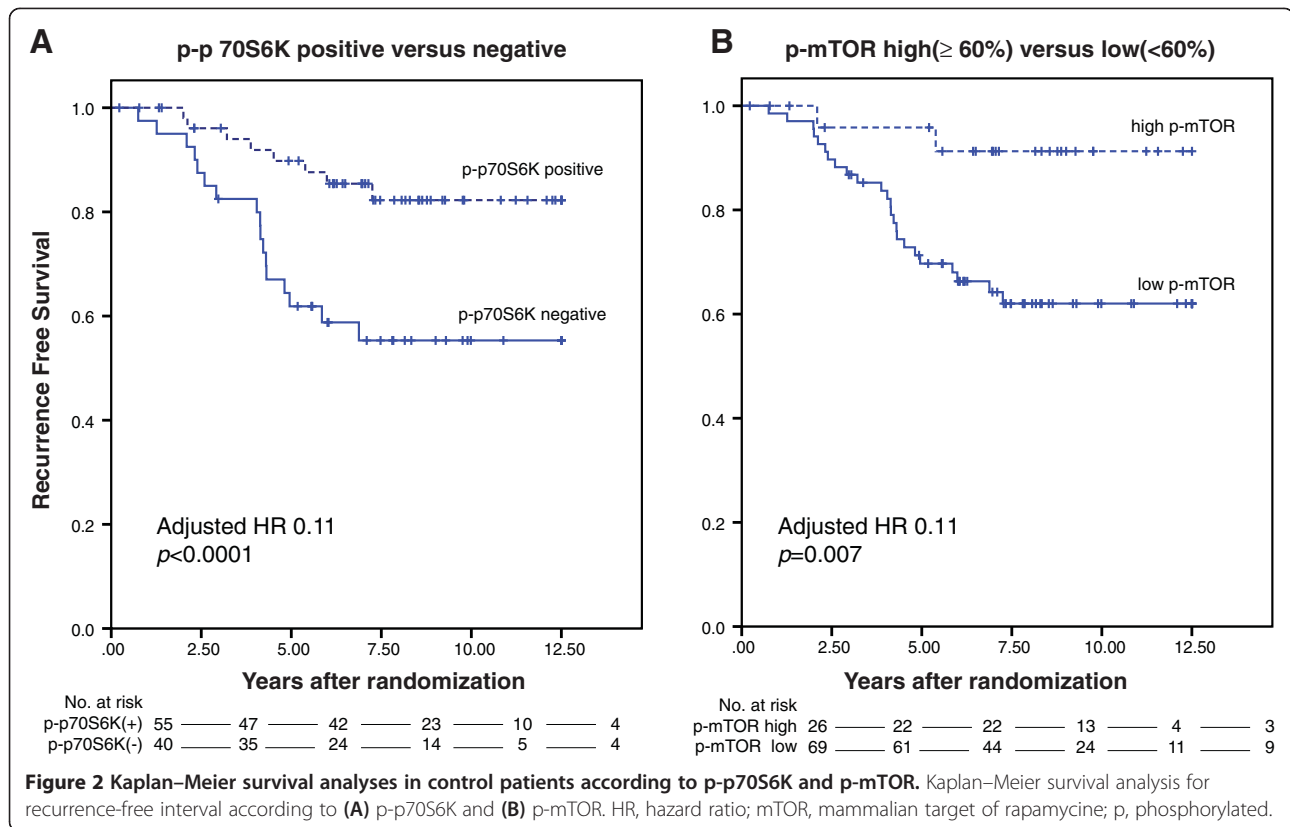 A
p-p 70S6K positive versus negative
Recurrence Free Survival
1.0
0.8
0.6
0.4
0.2
0.0
p-p70S6K positive
p-p70S6K negative
Adjusted HR 0.11
p<0.0001
.00 2.50 5.00 7.50 10.00 12.50
Years after randomization
No. at risk
p-p70S6K(+) 55 47 42 23 10 4
p-p70S6K(-) 40 35 24 14 5 4
B
p-mTOR high(≥ 60%) versus low(<60%)
1.0
0.8
0.6
0.4
0.2
0.0
high p-mTOR
low p-mTOR
Adjusted HR 0.11
p=0.007
.00 2.50 5.00 7.50 10.00 12.50
Years after randomization
No. at risk
p-mTOR high 26 22 22 13 4 3
p-mTOR low 69 61 44 24 11 9
Figure 2 Kaplan–Meier survival analyses in control patients according to p-p70S6K and p-mTOR. Kaplan–Meier survival analysis for
recurrence-free interval according to (A) p-p70S6K and (B) p-mTOR. HR, hazard ratio; mTOR, mammalian target of rapamycine; p, phosphorylated.